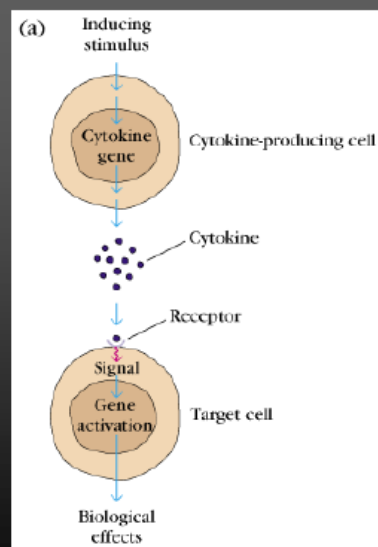 (a)
Inducing
stimulus
Cytokine
gene
Cytokine-producing cell
Cytokine
Receptor
Signal
Gene
activation
Target cell
Biological
effects